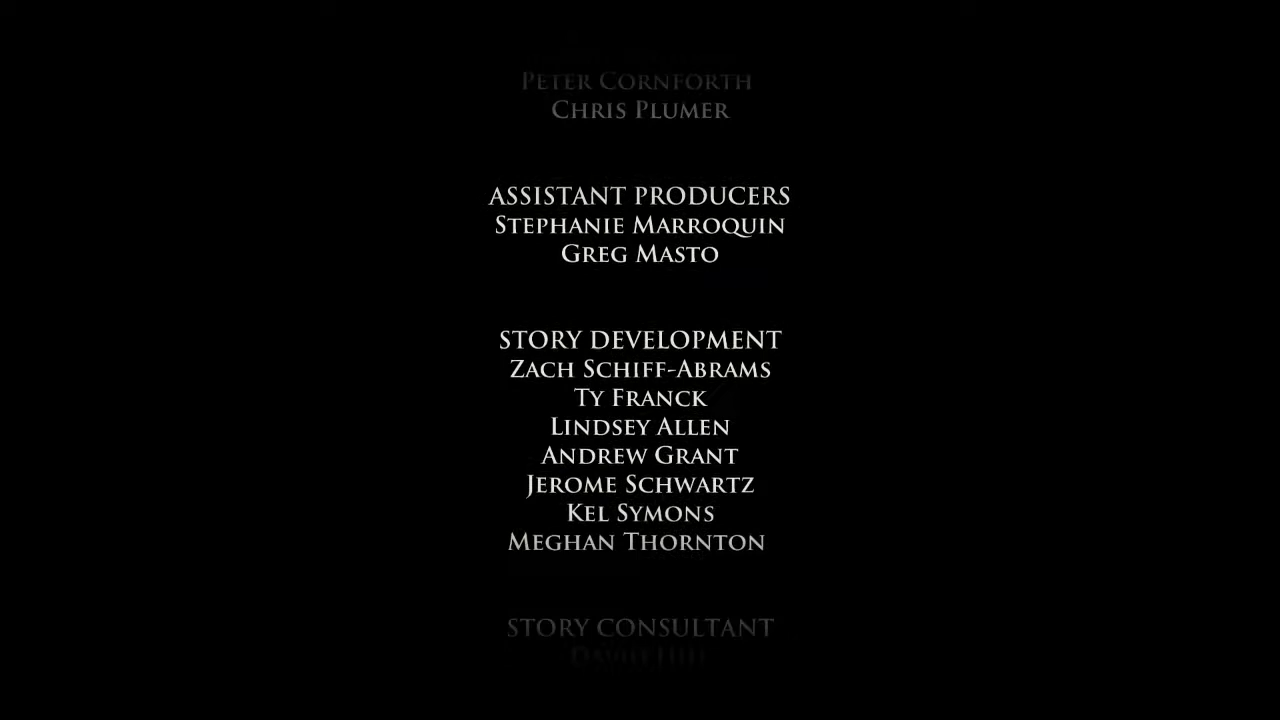 PETER CORNFORTH
CHRIS PLUMER
ASSISTANT PRODUCERS
STEPHANIE MARROQUIN
GREG MASTO
STORY DEVELOPMENT
ZACH SCHIFF-ABRAMS
TY FRANCK
LINDSEY ALLEN
ANDREW GRANT
JEROME SCHWARTZ
KEL SYMONS
MEGHAN THORNTON
STORY CONSULTANT